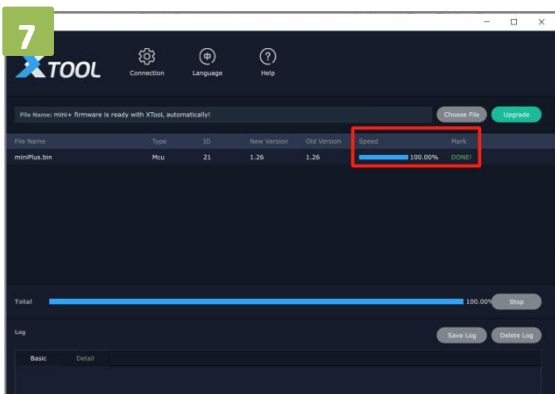 7
XTOOL
Connection
Language
Help
File Name: mini+ firmware is ready with XTooL automatically!
Choose File
Upgrade
File Name Type ID New Version Old Version Speed Mark
miniPlus.bin Mcu 21 1.26 1.26 100.00% DONE!
Total 100.00% Stop
Log
Save Log Delete Log
Basic Detail